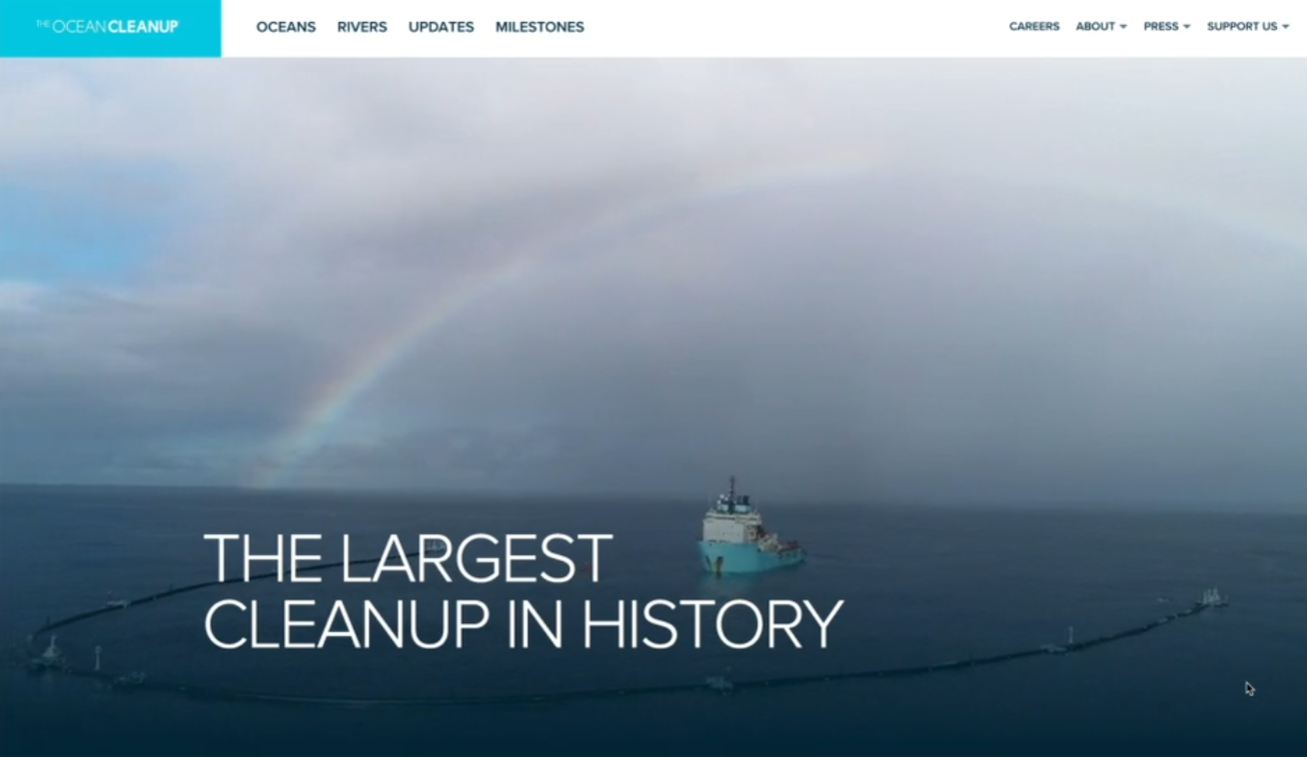 THE OCEAN CLEANUP
OCEANS RIVERS UPDATES MILESTONES
CAREERS ABOUT PRESS SUPPORT US
THE LARGEST
CLEANUP IN HISTORY